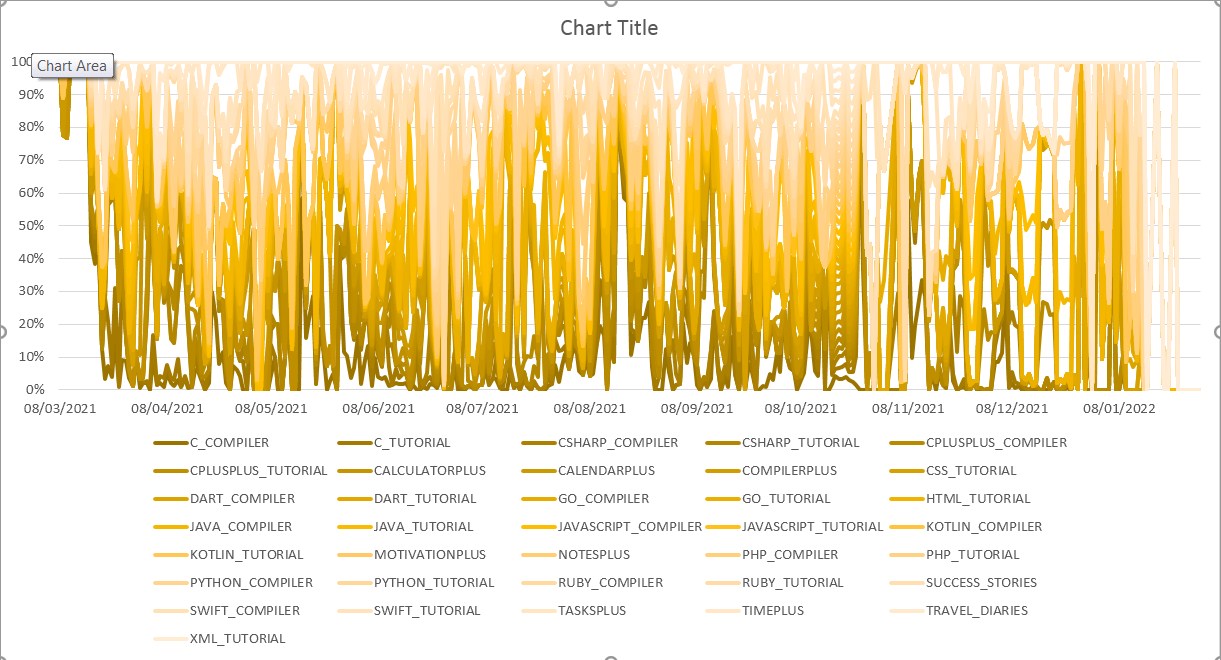 Chart Title
100
Chart Area
90%
80%
70%
60%
50%
40%
30%
20%
10%
0%
08/03/2021 08/04/2021 08/05/2021 08/06/2021 08/07/2021 08/08/2021 08/09/2021 08/10/2021 08/11/2021 08/12/2021 08/01/2022
C_COMPILER C_TUTORIAL CSHARP_COMPILER CSHARP_TUTORIAL CPLUSPLUS_COMPILER
CPLUSPLUS_TUTORIAL CALCULATORPLUS CALENDARPLUS COMPILERPLUS CSS_TUTORIAL
DART_COMPILER DART_TUTORIAL GO_COMPILER GO_TUTORIAL HTML_TUTORIAL
JAVA_COMPILER JAVA_TUTORIAL JAVASCRIPT_COMPILER JAVASCRIPT_TUTORIAL KOTLIN_COMPILER
KOTLIN_TUTORIAL MOTIVATIONPLUS NOTESPLUS PHP_COMPILER PHP_TUTORIAL
PYTHON_COMPILER PYTHON_TUTORIAL RUBY_COMPILER RUBY_TUTORIAL SUCCESS_STORIES
SWIFT_COMPILER SWIFT_TUTORIAL TASKSPLUS TIMEPLUS TRAVEL_DIARIES
XML_TUTORIAL